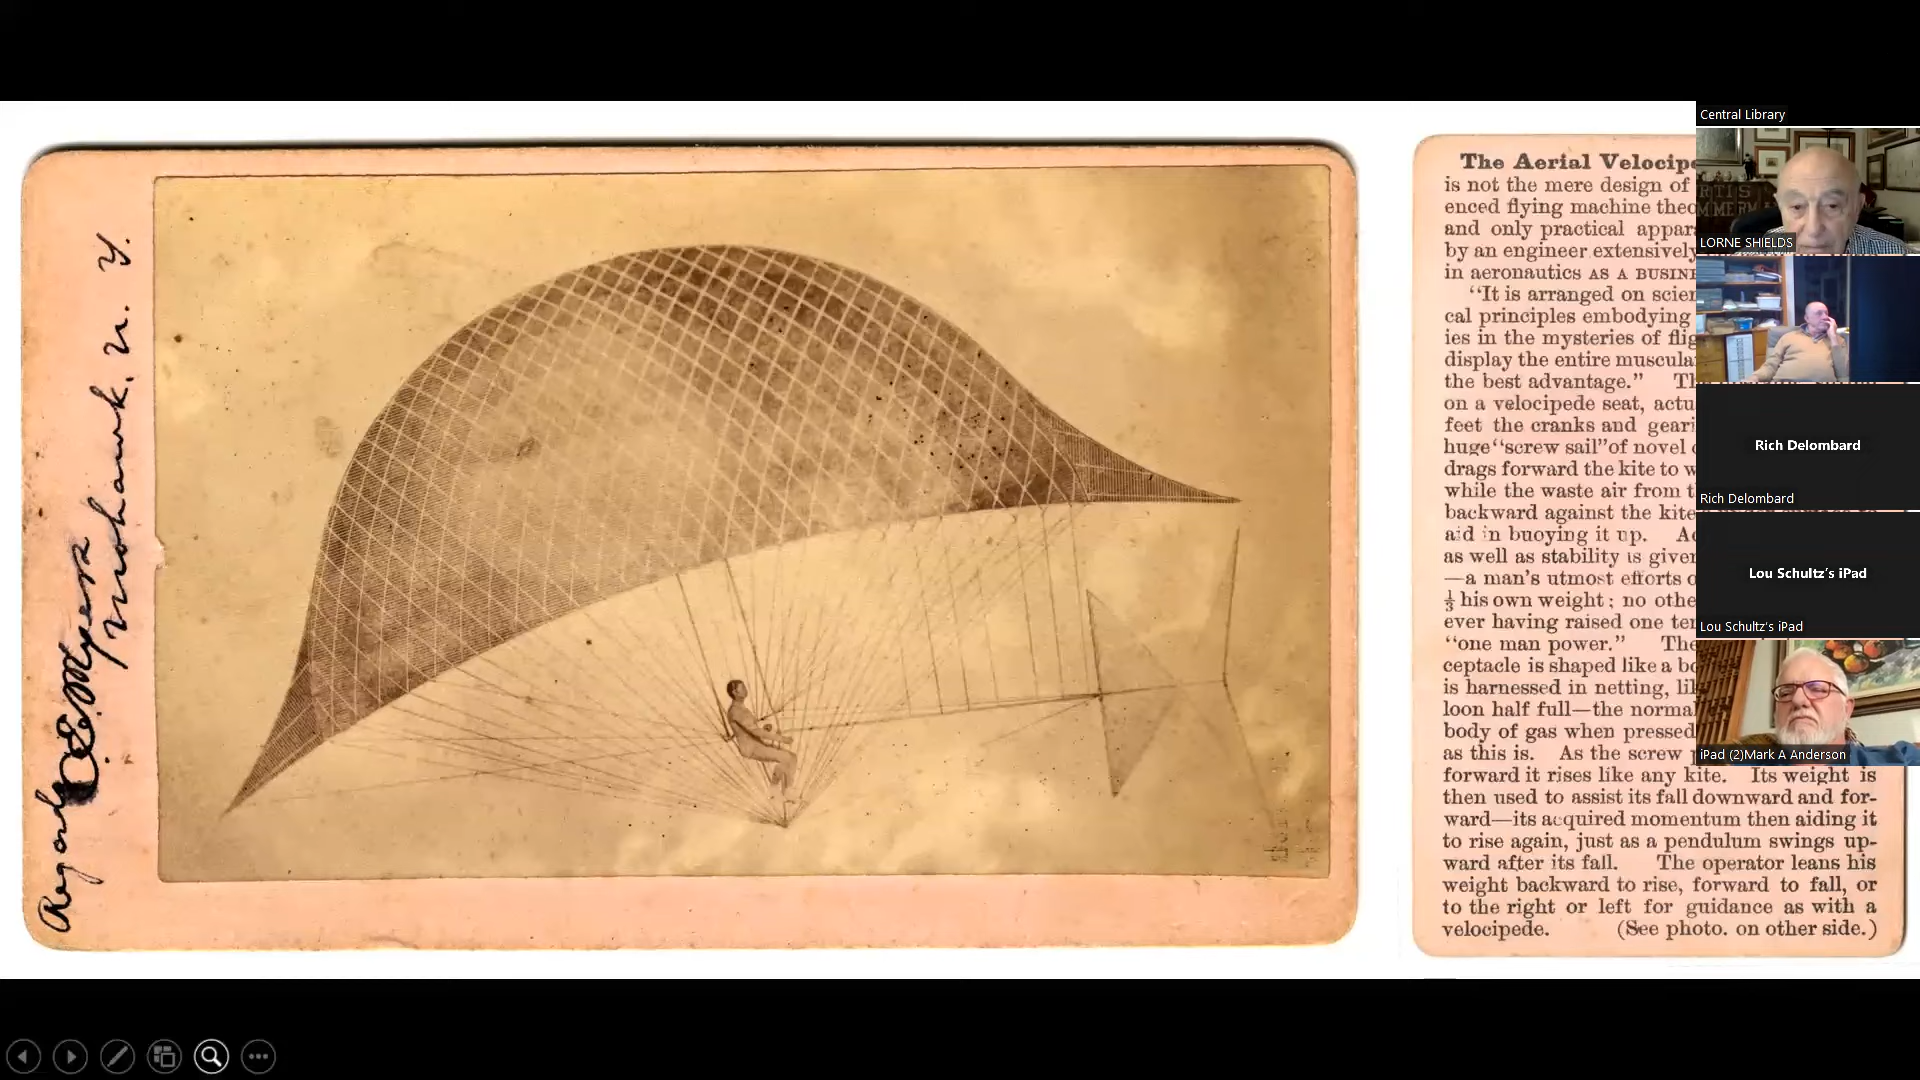 Regards
C. E. Myers
Mohawk. N. Y.
The Aerial Velocipe
is not the mere design of
enced flying machine theo
and only practical appar
by an engineer extensively
in aeronautics AS A BUSINE
“It is arranged on scien
cal principles embodying
ies in the mysteries of flig
display the entire muscula
the best advantage.” Th
on a velocipede seat, actu
feet the cranks and geari
huge “screw sail” of novel
drags forward the kite to w
while the waste air from t
backward against the kite
aid in buoying it up. Ac
as well as stability is given
—a man's utmost efforts o
⅓ his own weight; no othe
ever having raised one ten
“one man power.” The
ceptacle is shaped like a bo
is harnessed in netting, lik
loon half full—the norma
body of gas when pressed
as this is. As the screw p
forward it rises like any kite. Its weight is
then used to assist its fall downward and for-
ward—its acquired momentum then aiding it
to rise again, just as a pendulum swings up-
ward after its fall. The operator leans his
weight backward to rise, forward to fall, or
to the right or left for guidance as with a
velocipede. (See photo. on other side.)
Central Library
LORNE SHIELDS
Rich Delombard
Rich Delombard
Lou Schultz's iPad
Lou Schultz's iPad
iPad (2)Mark A Anderson